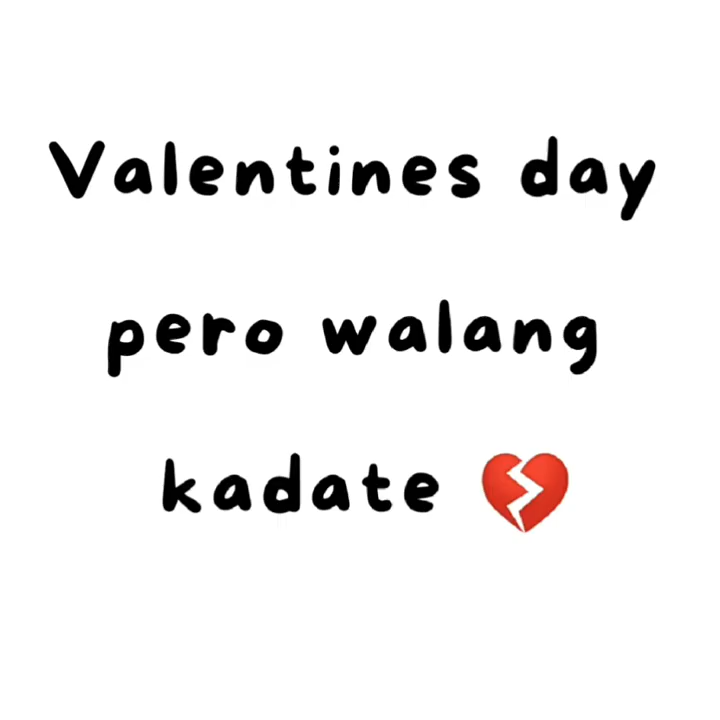 Valentines day
pero walang
kadate 💔